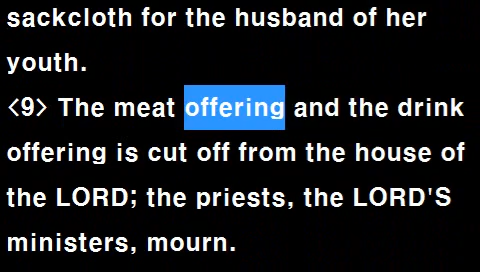 sackcloth for the husband of her
youth.
<9> The meat offering and the drink
offering is cut off from the house of
the LORD; the priests, the LORD'S
ministers, mourn.